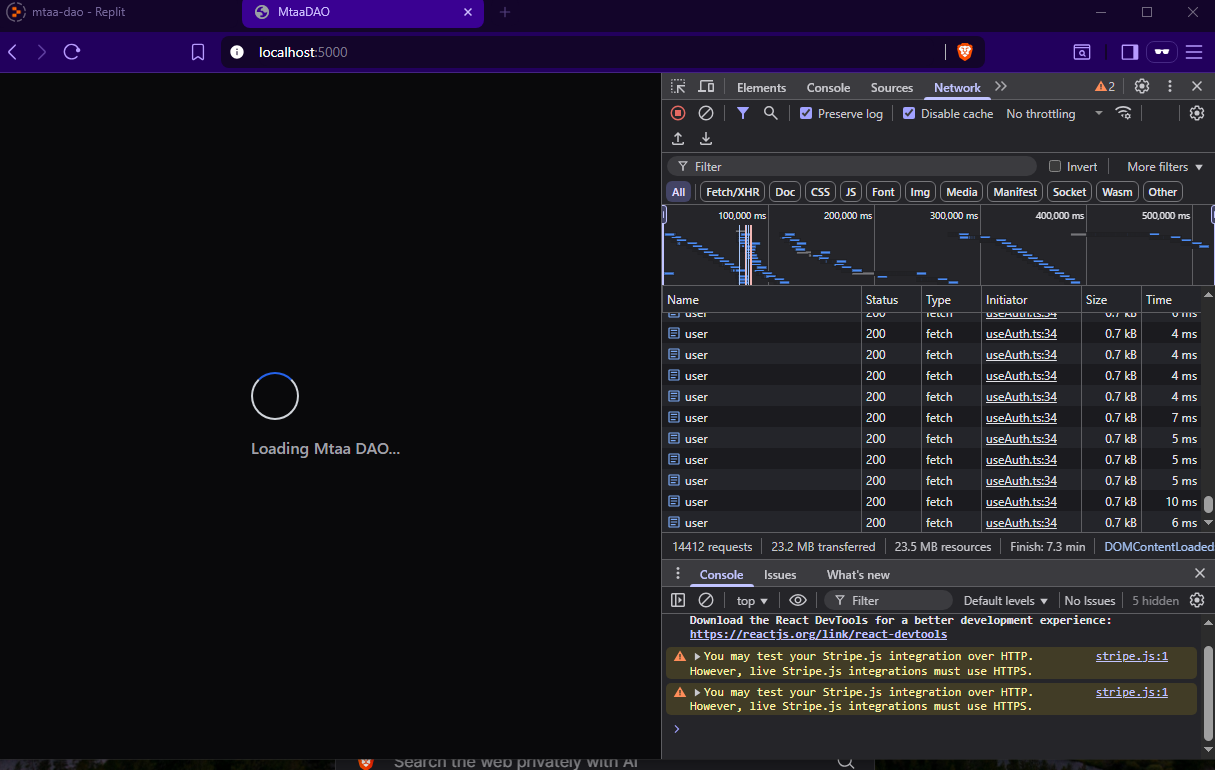 mtaa-dao - Replit
MtaaDAO
localhost:5000
Elements Console Sources Network 2
Preserve log Disable cache No throttling
Filter Invert More filters
All Fetch/XHR Doc CSS JS Font Img Media Manifest Socket Wasm Other
100,000 ms 200,000 ms 300,000 ms 400,000 ms 500,000 ms
Name Status Type Initiator Size Time
user 200 fetch useAuth.ts:34 0.7 kB 6 ms
user 200 fetch useAuth.ts:34 0.7 kB 4 ms
user 200 fetch useAuth.ts:34 0.7 kB 4 ms
user 200 fetch useAuth.ts:34 0.7 kB 4 ms
user 200 fetch useAuth.ts:34 0.7 kB 4 ms
user 200 fetch useAuth.ts:34 0.7 kB 7 ms
user 200 fetch useAuth.ts:34 0.7 kB 5 ms
user 200 fetch useAuth.ts:34 0.7 kB 5 ms
user 200 fetch useAuth.ts:34 0.7 kB 5 ms
user 200 fetch useAuth.ts:34 0.7 kB 10 ms
user 200 fetch useAuth.ts:34 0.7 kB 6 ms
Loading Mtaa DAO...
14412 requests 23.2 MB transferred 23.5 MB resources Finish: 7.3 min DOMContentLoaded
Console Issues What's new
top Filter Default levels No Issues 5 hidden
Download the React DevTools for a better development experience:
https://reactjs.org/link/react-devtools
You may test your Stripe.js integration over HTTP. stripe.js:1
However, live Stripe.js integrations must use HTTPS.
You may test your Stripe.js integration over HTTP. stripe.js:1
However, live Stripe.js integrations must use HTTPS.
Search the web privately with AI